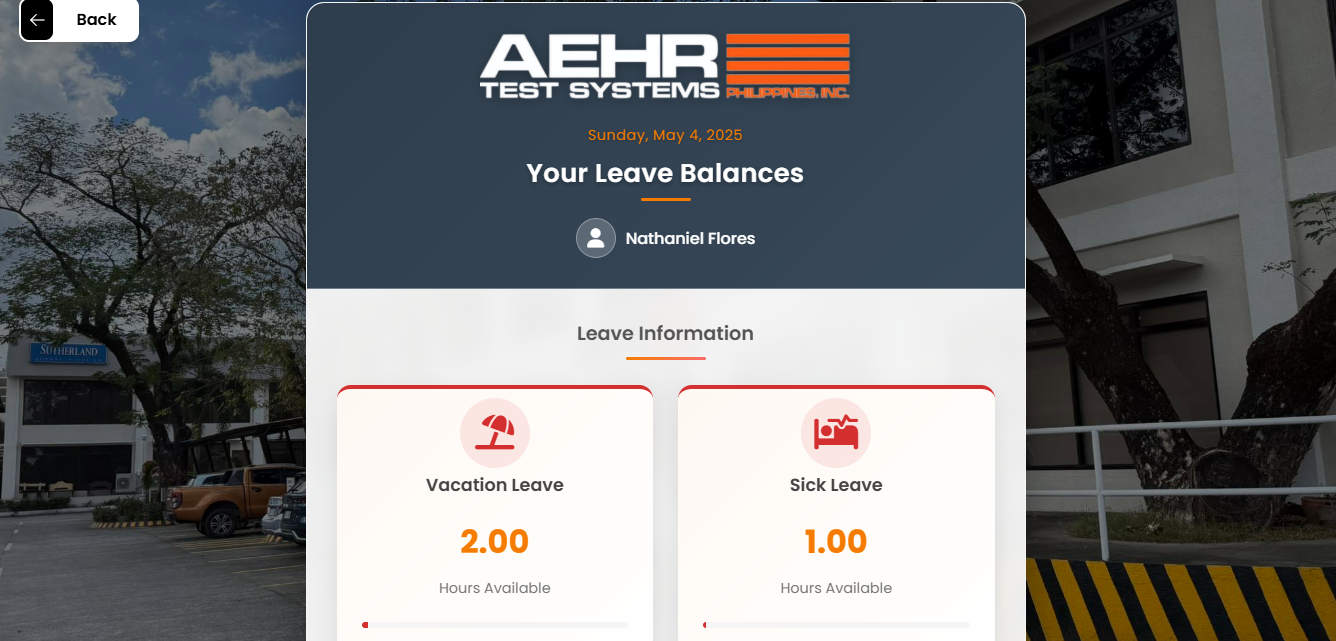 Back
AEHR
TEST SYSTEMS
PHILIPPINES, INC.
Sunday, May 4, 2025
Your Leave Balances
Nathaniel Flores
Leave Information
Vacation Leave
2.00
Hours Available
Sick Leave
1.00
Hours Available
SUTHERLAND